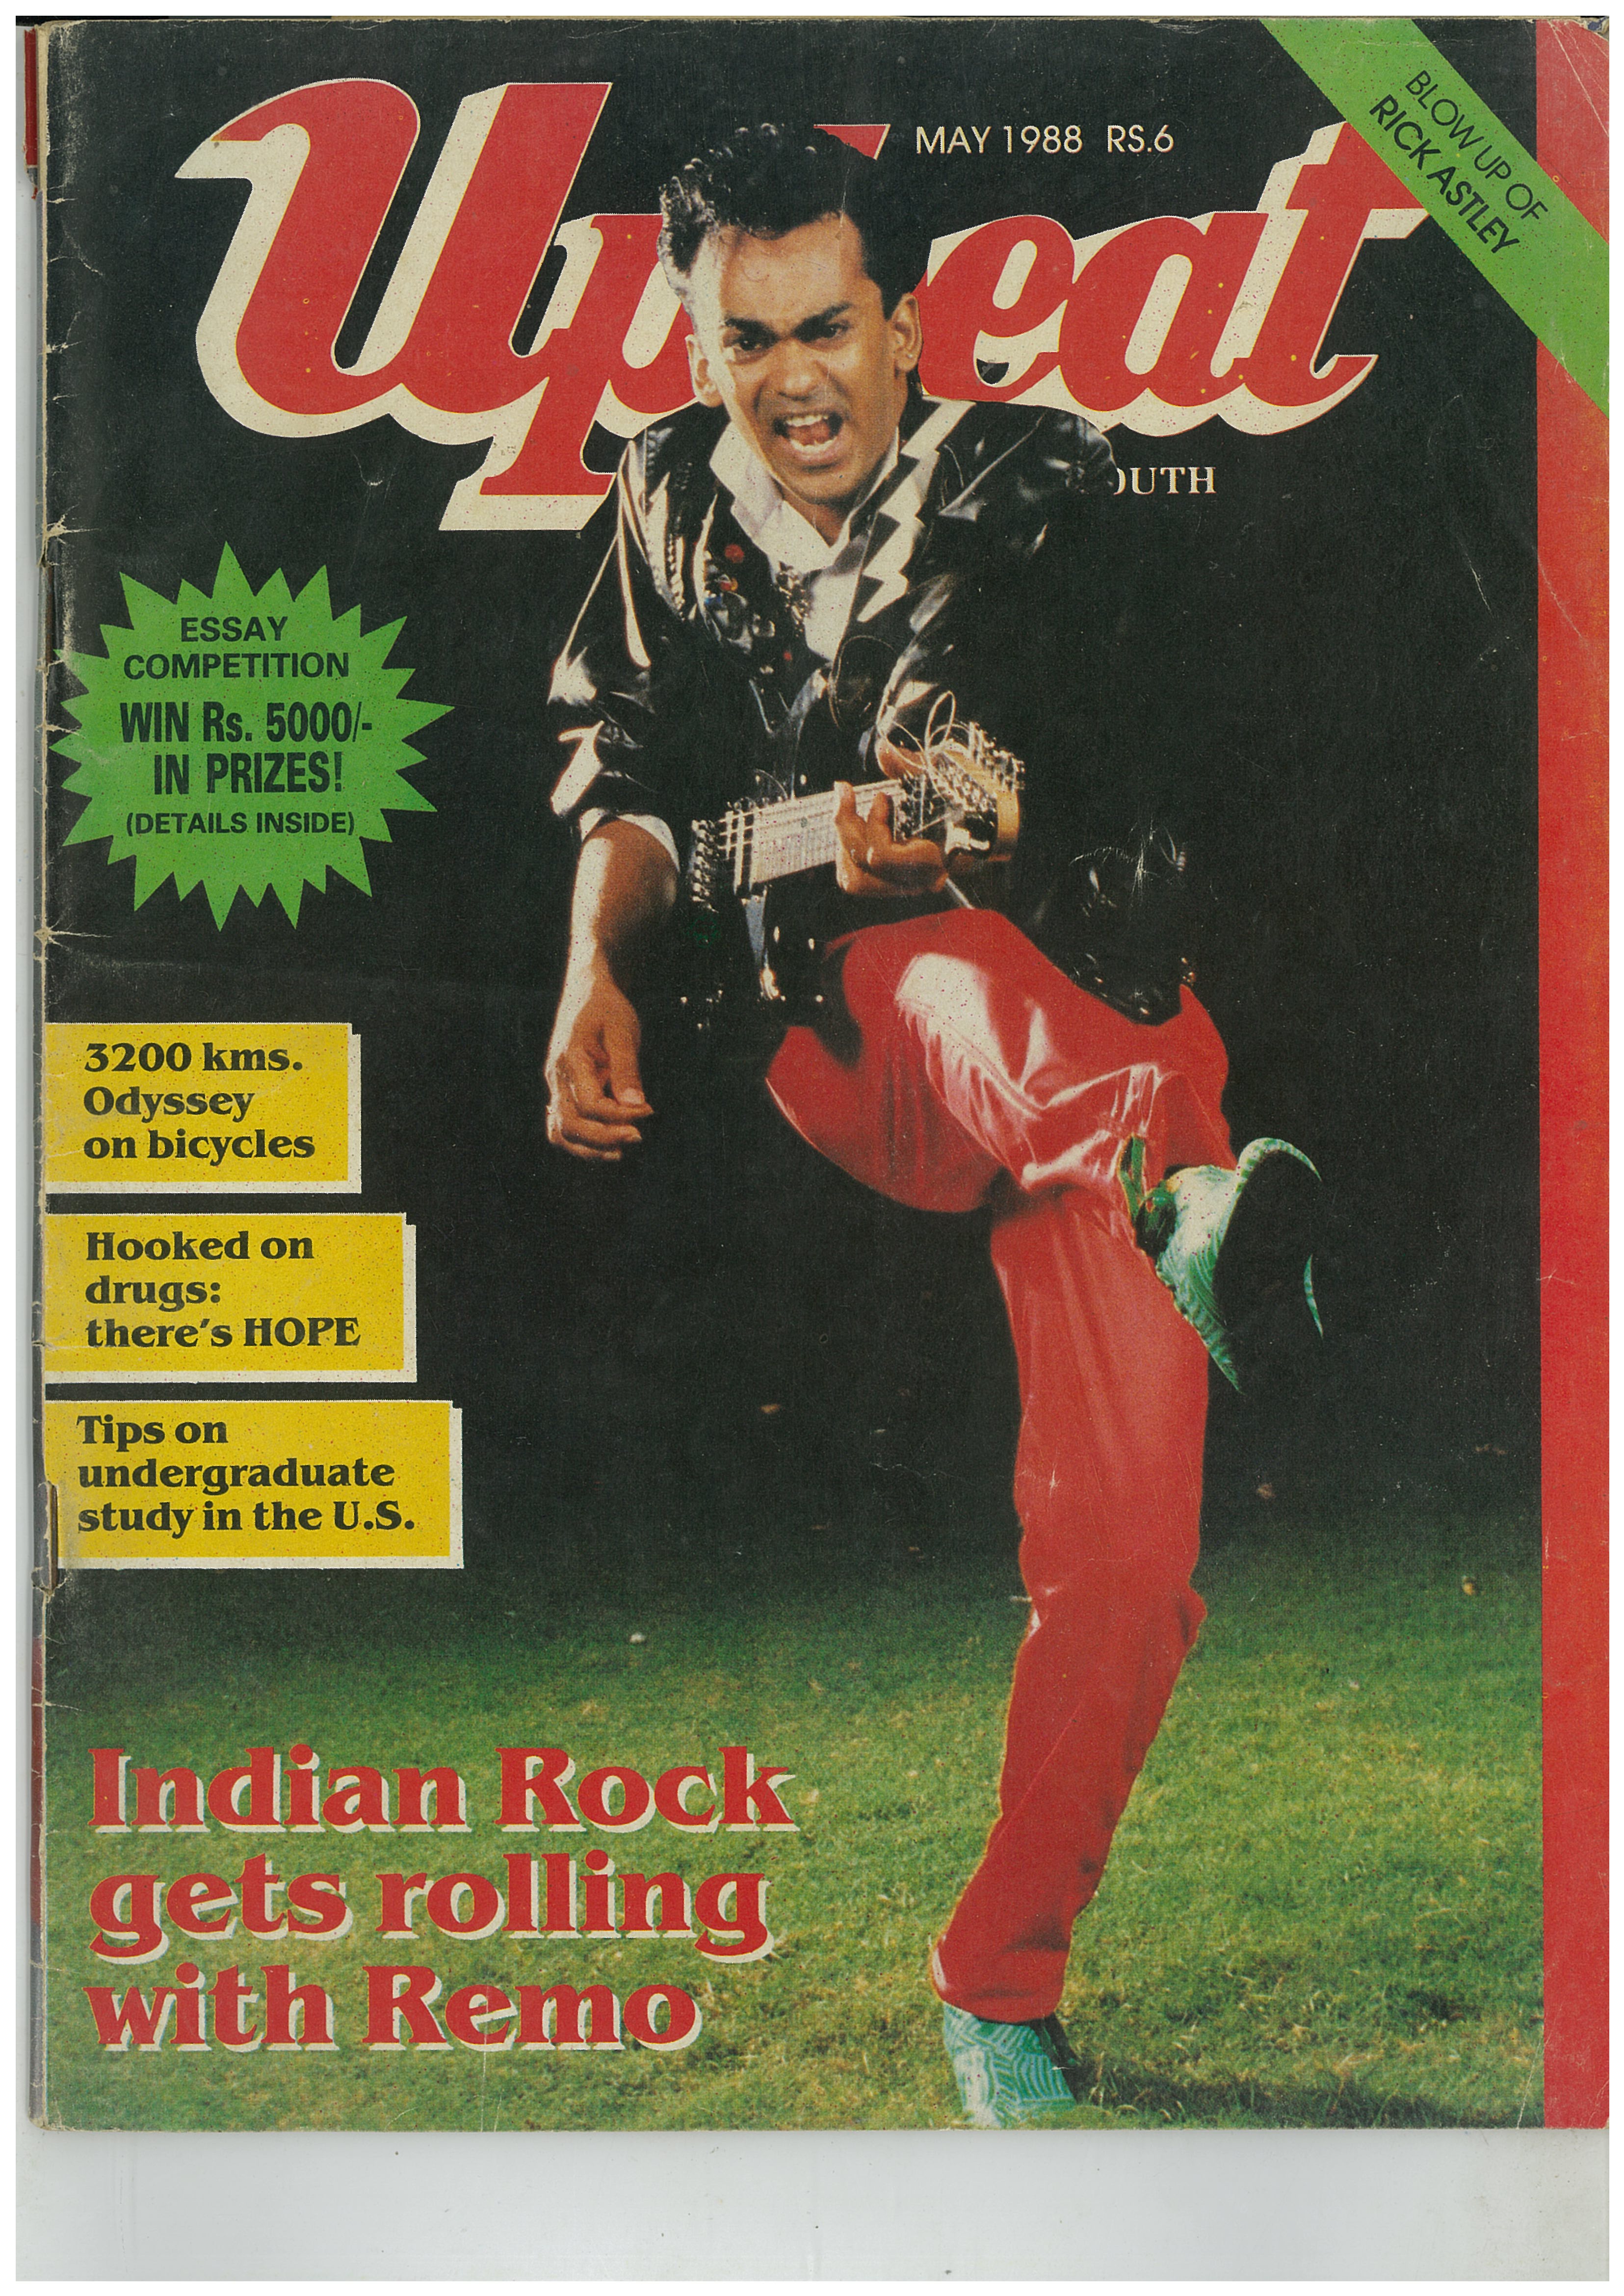 MAY 1988 RS.6
BLOW UP OF
RICK ASTLEY
Up eat
OUTH
ESSAY
COMPETITION
WIN Rs. 5000/-
IN PRIZES!
(DETAILS INSIDE)
3200 kms.
Odyssey
on bicycles
Hooked on
drugs:
there's HOPE
Tips on
undergraduate
study in the U.S.
Indian Rock
gets rolling
with Remo